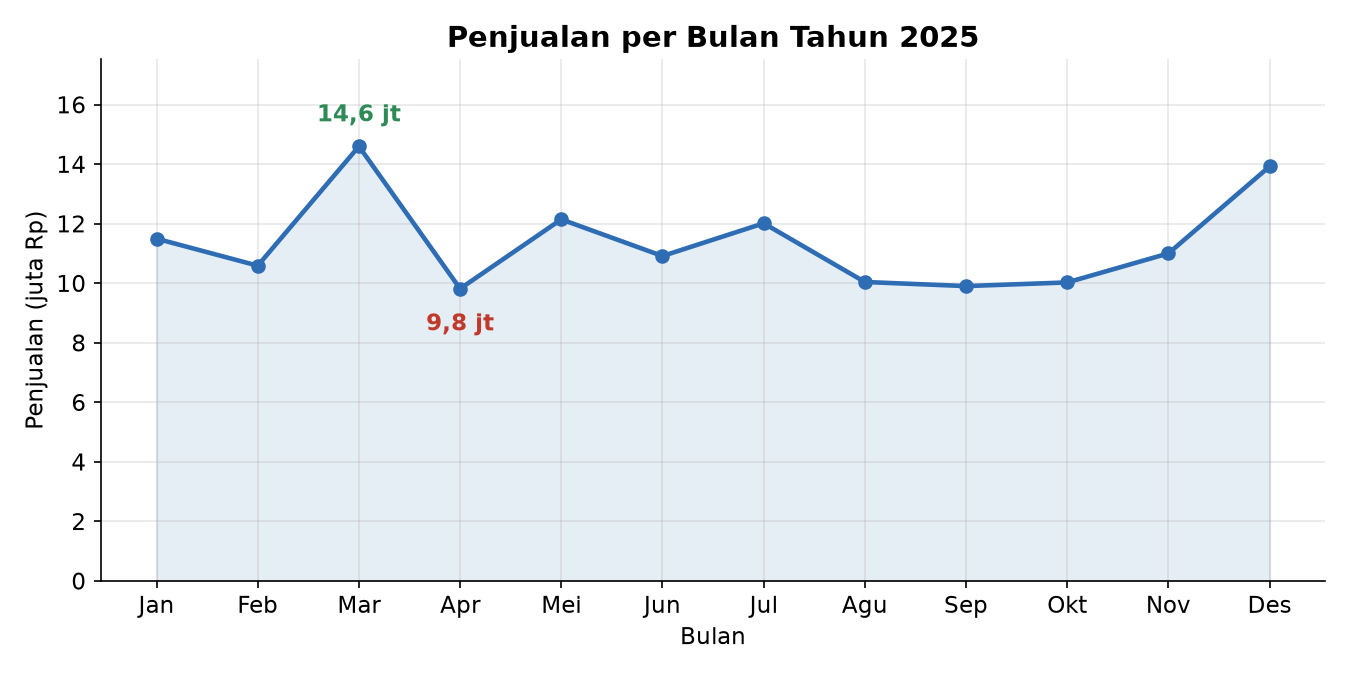 Penjualan per Bulan Tahun 2025
Penjualan (juta Rp)
16
14
12
10
8
6
4
2
0
14,6 jt
9,8 jt
Jan Feb Mar Apr Mei Jun Jul Agu Sep Okt Nov Des
Bulan